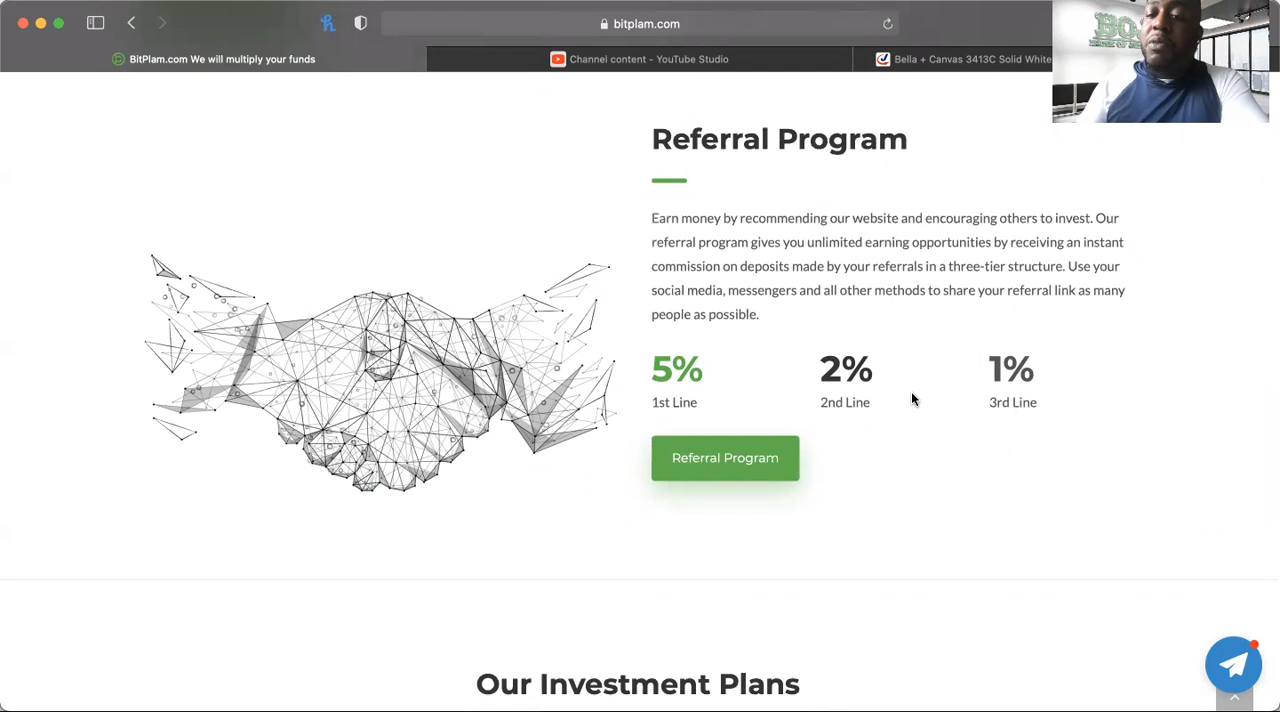 bitplam.com
BitPlam.com We will multiply your funds
Channel content - YouTube Studio
Bella + Canvas 3413C Solid White
Referral Program
Earn money by recommending our website and encouraging others to invest. Our
referral program gives you unlimited earning opportunities by receiving an instant
commission on deposits made by your referrals in a three-tier structure. Use your
social media, messengers and all other methods to share your referral link as many
people as possible.
5% 2% 1%
1st Line 2nd Line 3rd Line
Referral Program
Our Investment Plans